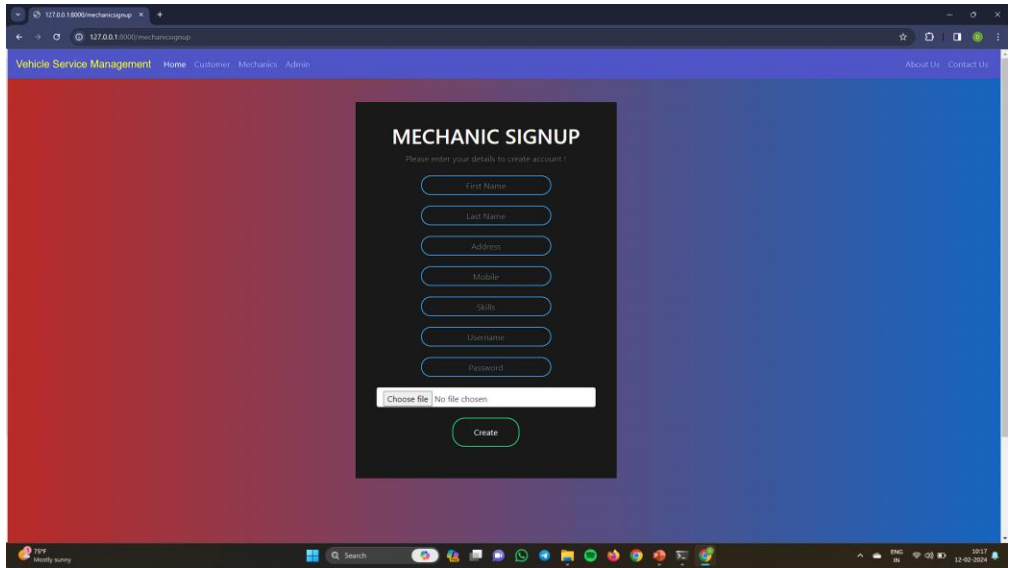 127.0.0.1:8000/mechanicsignup
127.0.0.1:8000/mechanicsignup
Vehicle Service Management Home Customer Mechanics Admin About Us Contact Us
MECHANIC SIGNUP
Please enter your details to create account !
First Name
Last Name
Address
Mobile
Skills
Username
Password
Choose file No file chosen
Create
75°F
Mostly sunny
Search
ENG
IN
10:17
12-02-2024